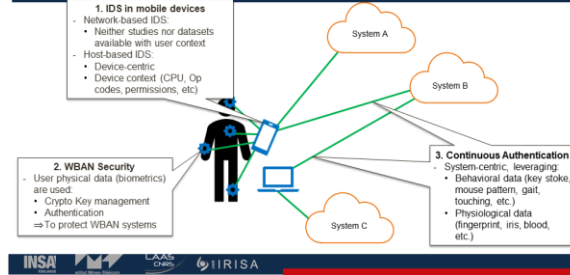 1. IDS in mobile devices
- Network-based IDS:
• Neither studies nor datasets
available with user context
- Host-based IDS:
• Device-centric
• Device context (CPU, Op
codes, permissions, etc)
System A
System B
2. WBAN Security
- User physical data (biometrics)
are used:
• Crypto Key management
• Authentication
⇒To protect WBAN systems
3. Continuous Authentication
- System-centric, leveraging:
• Behavioral data (key stoke,
mouse pattern, gait,
touching, etc.)
• Physiological data
(fingerprint, iris, blood,
etc.)
System C
INSA
LAAS
CNRS
IRISA